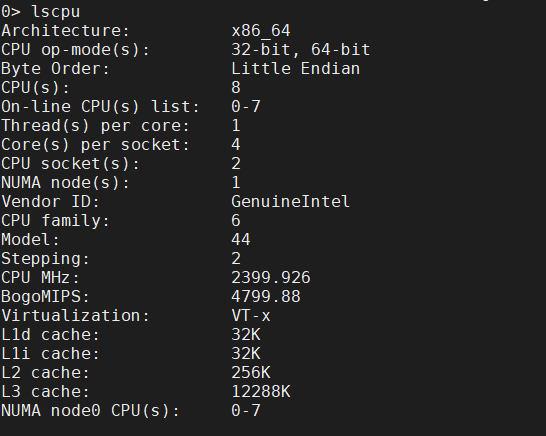 0> lscpu
Architecture:          x86_64
CPU op-mode(s):        32-bit, 64-bit
Byte Order:            Little Endian
CPU(s):                8
On-line CPU(s) list:   0-7
Thread(s) per core:    1
Core(s) per socket:    4
CPU socket(s):         2
NUMA node(s):          1
Vendor ID:             GenuineIntel
CPU family:            6
Model:                 44
Stepping:              2
CPU MHz:               2399.926
BogoMIPS:              4799.88
Virtualization:        VT-x
L1d cache:             32K
L1i cache:             32K
L2 cache:              256K
L3 cache:              12288K
NUMA node0 CPU(s):     0-7